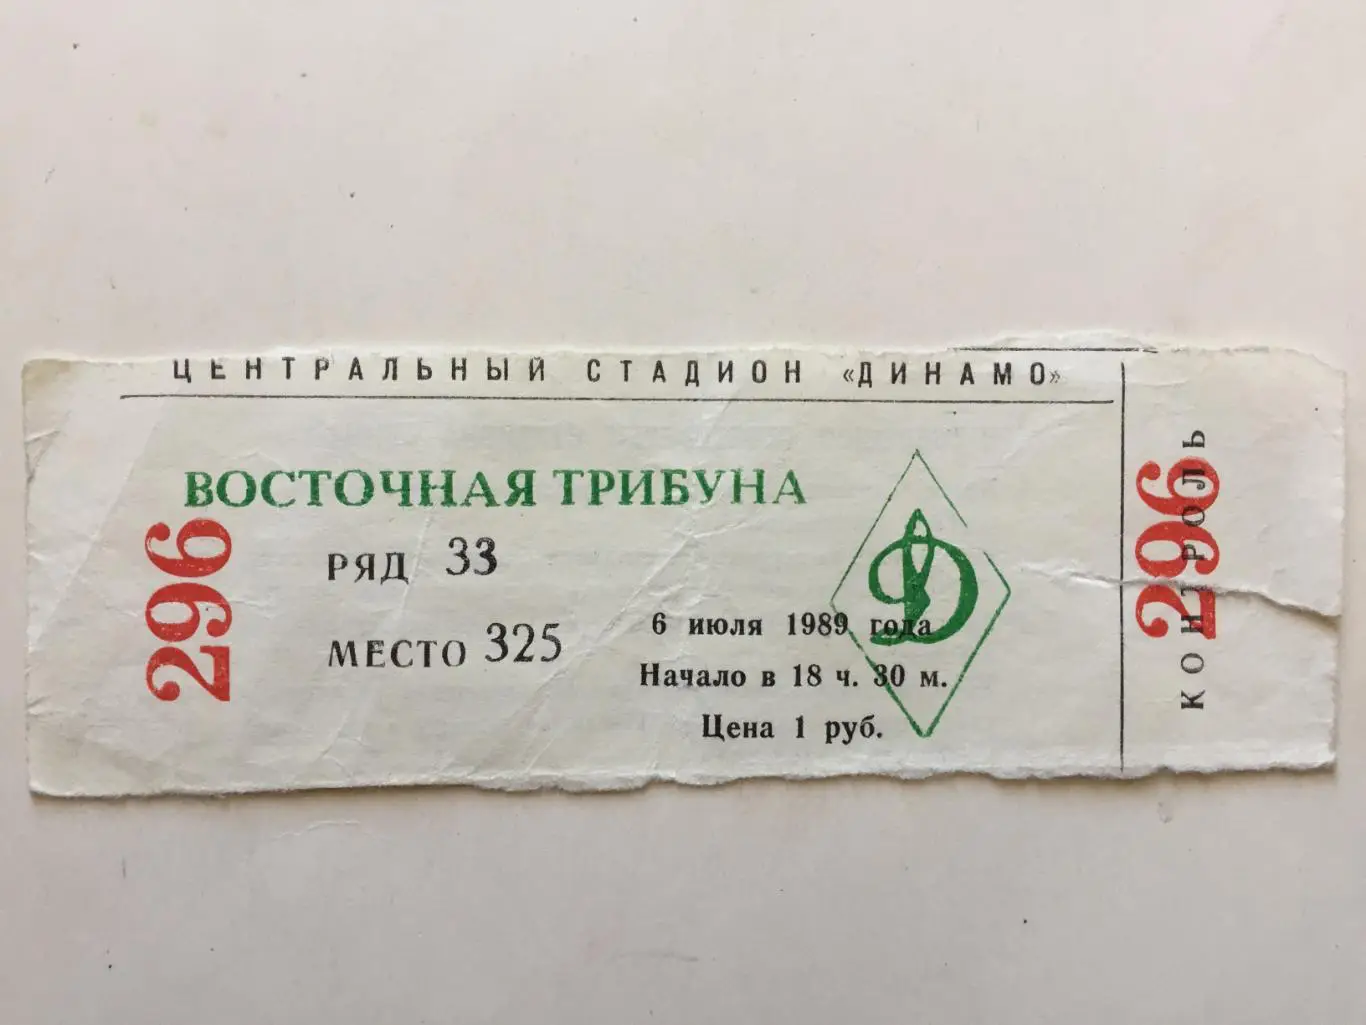 ЦЕНТРАЛЬНЫЙ СТАДИОН «ДИНАМО»
ВОСТОЧНАЯ ТРИБУНА
296
РЯД 33
МЕСТО 325
Д
6 июля 1989 года
Начало в 18 ч. 30 м.
Цена 1 руб.
296
КОНТРОЛЬ